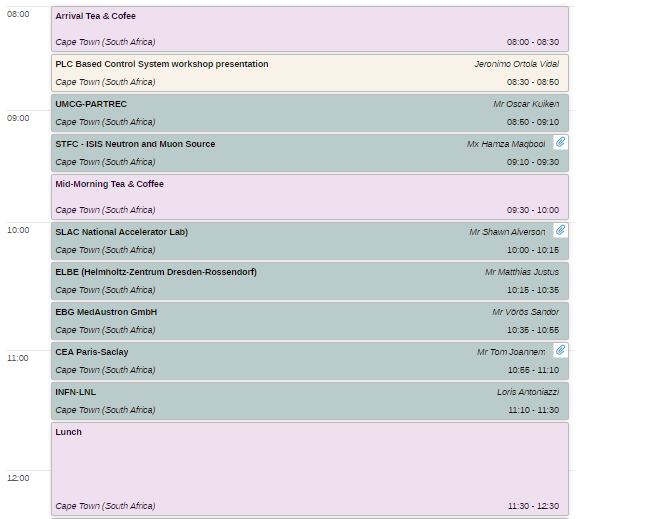 08:00
Arrival Tea & Cofee
Cape Town (South Africa) 08:00 - 08:30
PLC Based Control System workshop presentation Jeronimo Ortola Vidal
Cape Town (South Africa) 08:30 - 08:50
UMCG-PARTREC Mr Oscar Kuiken
09:00
Cape Town (South Africa) 08:50 - 09:10
STFC - ISIS Neutron and Muon Source Mx Hamza Maqbool
Cape Town (South Africa) 09:10 - 09:30
Mid-Morning Tea & Coffee
Cape Town (South Africa) 09:30 - 10:00
10:00
SLAC National Accelerator Lab) Mr Shawn Alverson
Cape Town (South Africa) 10:00 - 10:15
ELBE (Helmholtz-Zentrum Dresden-Rossendorf) Mr Matthias Justus
Cape Town (South Africa) 10:15 - 10:35
EBG MedAustron GmbH Mr Vörös Sandor
Cape Town (South Africa) 10:35 - 10:55
11:00
CEA Paris-Saclay Mr Tom Joannem
Cape Town (South Africa) 10:55 - 11:10
INFN-LNL Loris Antoniazzi
Cape Town (South Africa) 11:10 - 11:30
Lunch
12:00
Cape Town (South Africa) 11:30 - 12:30